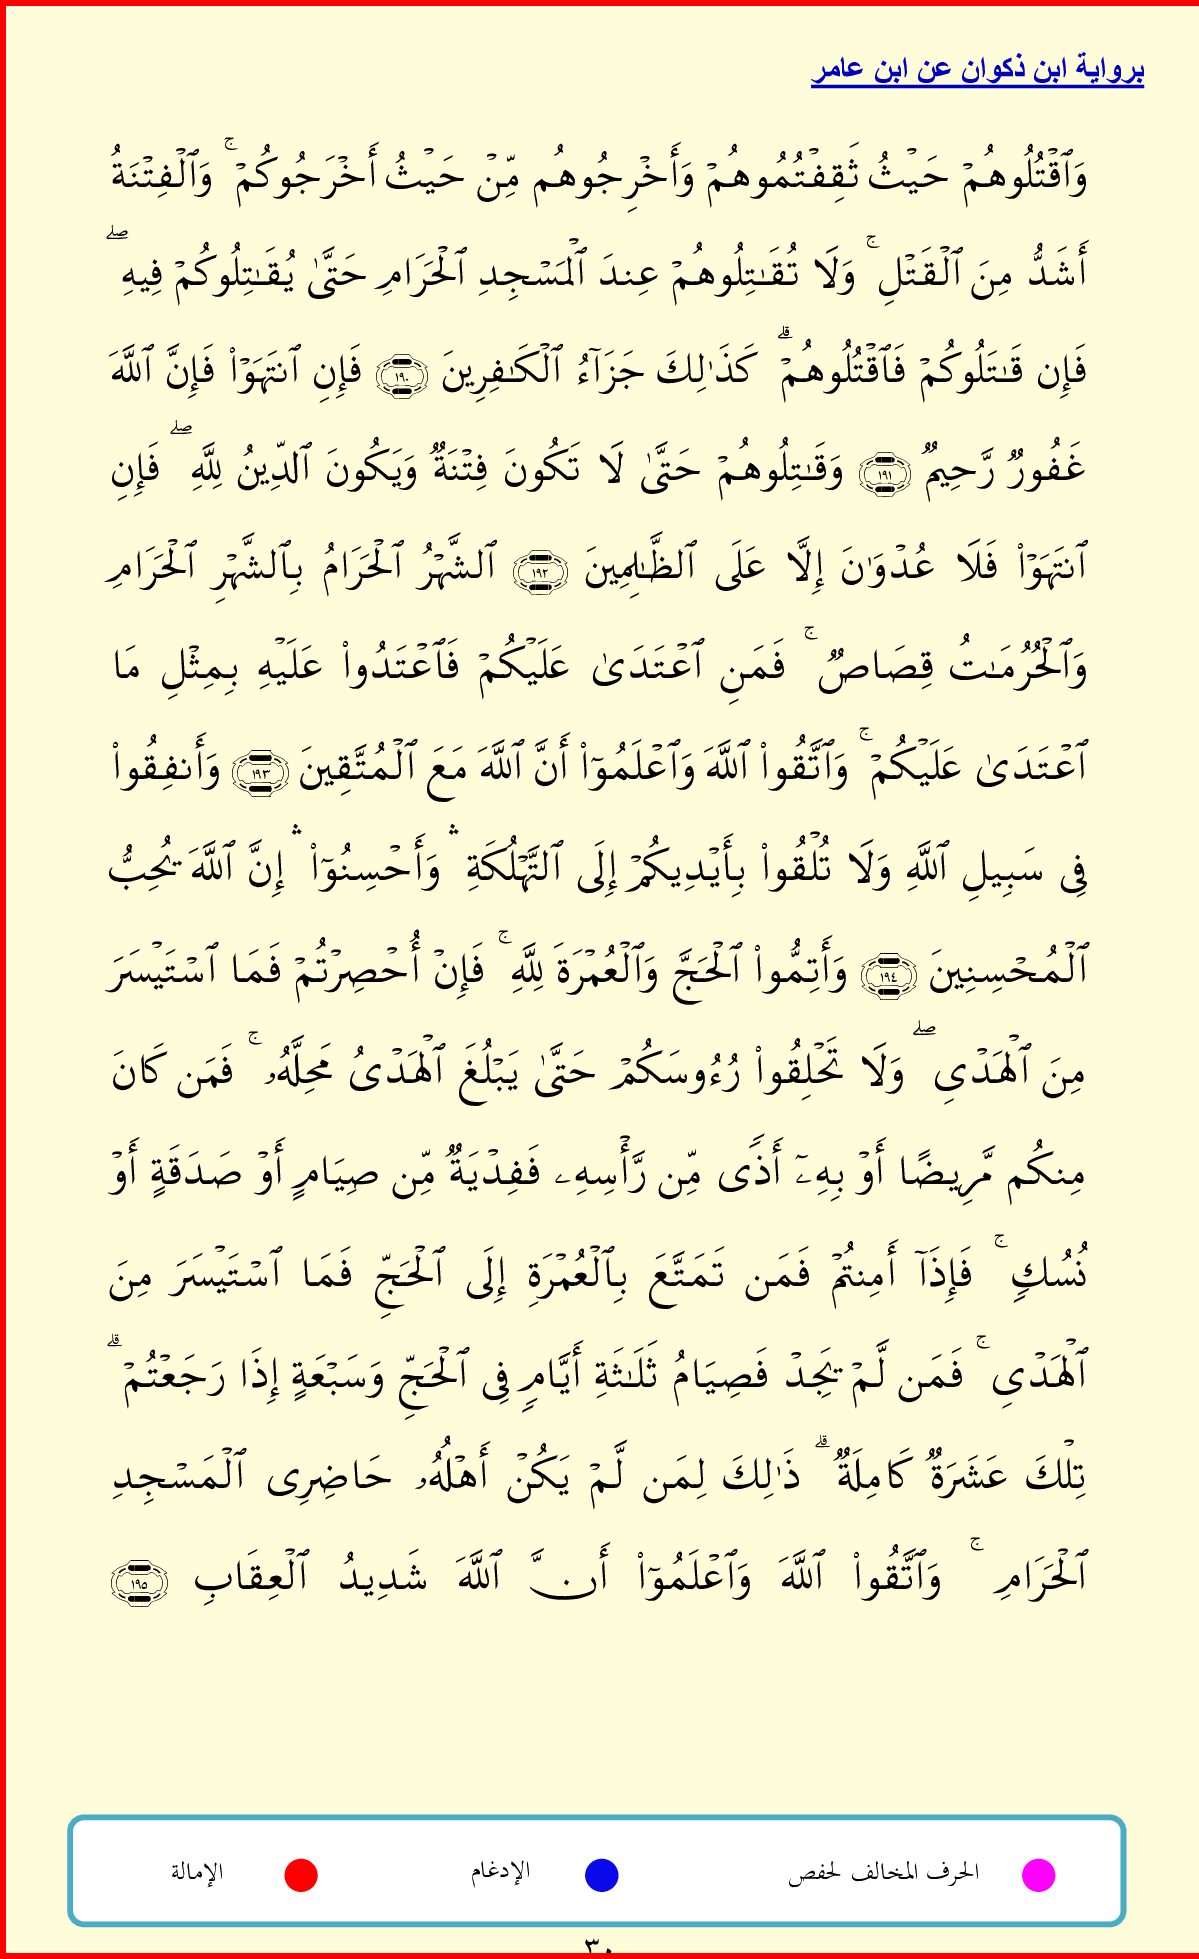 برواية ابن ذكوان عن ابن عامر
وَٱقۡتُلُوهُمۡ حَيۡثُ ثَقِفۡتُمُوهُمۡ وَأَخۡرِجُوهُم مِّنۡ حَيۡثُ أَخۡرَجُوكُمۡۚ وَٱلۡفِتۡنَةُ
أَشَدُّ مِنَ ٱلۡقَتۡلِۚ وَلَا تُقَٰتِلُوهُمۡ عِندَ ٱلۡمَسۡجِدِ ٱلۡحَرَامِ حَتَّىٰ يُقَٰتِلُوكُمۡ فِيهِۖ
فَإِن قَٰتَلُوكُمۡ فَٱقۡتُلُوهُمۡۗ كَذَٰلِكَ جَزَآءُ ٱلۡكَٰفِرِينَ ١٩٠ فَإِنِ ٱنتَهَوۡاْ فَإِنَّ ٱللَّهَ
غَفُورٞ رَّحِيمٞ ١٩١ وَقَٰتِلُوهُمۡ حَتَّىٰ لَا تَكُونَ فِتۡنَةٞ وَيَكُونَ ٱلدِّينُ لِلَّهِۖ فَإِنِ
ٱنتَهَوۡاْ فَلَا عُدۡوَٰنَ إِلَّا عَلَى ٱلظَّٰلِمِينَ ١٩٢ ٱلشَّهۡرُ ٱلۡحَرَامُ بِٱلشَّهۡرِ ٱلۡحَرَامِ
وَٱلۡحُرُمَٰتُ قِصَاصٞۚ فَمَنِ ٱعۡتَدَىٰ عَلَيۡكُمۡ فَٱعۡتَدُواْ عَلَيۡهِ بِمِثۡلِ مَا
ٱعۡتَدَىٰ عَلَيۡكُمۡۚ وَٱتَّقُواْ ٱللَّهَ وَٱعۡلَمُوٓاْ أَنَّ ٱللَّهَ مَعَ ٱلۡمُتَّقِينَ ١٩٣ وَأَنفِقُواْ
فِي سَبِيلِ ٱللَّهِ وَلَا تُلۡقُواْ بِأَيۡدِيكُمۡ إِلَى ٱلتَّهۡلُكَةِۛ وَأَحۡسِنُوٓاْۛ إِنَّ ٱللَّهَ يُحِبُّ
ٱلۡمُحۡسِنِينَ ١٩٤ وَأَتِمُّواْ ٱلۡحَجَّ وَٱلۡعُمۡرَةَ لِلَّهِۚ فَإِنۡ أُحۡصِرۡتُمۡ فَمَا ٱسۡتَيۡسَرَ
مِنَ ٱلۡهَدۡيِۖ وَلَا تَحۡلِقُواْ رُءُوسَكُمۡ حَتَّىٰ يَبۡلُغَ ٱلۡهَدۡيُ مَحِلَّهُۥۚ فَمَن كَانَ
مِنكُم مَّرِيضًا أَوۡ بِهِۦٓ أَذٗى مِّن رَّأۡسِهِۦ فَفِدۡيَةٞ مِّن صِيَامٍ أَوۡ صَدَقَةٍ أَوۡ
نُسُكٖۚ فَإِذَآ أَمِنتُمۡ فَمَن تَمَتَّعَ بِٱلۡعُمۡرَةِ إِلَى ٱلۡحَجِّ فَمَا ٱسۡتَيۡسَرَ مِنَ
ٱلۡهَدۡيِۚ فَمَن لَّمۡ يَجِدۡ فَصِيَامُ ثَلَٰثَةِ أَيَّامٖ فِي ٱلۡحَجِّ وَسَبۡعَةٍ إِذَا رَجَعۡتُمۡۗ
تِلۡكَ عَشَرَةٞ كَامِلَةٞۗ ذَٰلِكَ لِمَن لَّمۡ يَكُنۡ أَهۡلُهُۥ حَاضِرِي ٱلۡمَسۡجِدِ
ٱلۡحَرَامِۚ وَٱتَّقُواْ ٱللَّهَ وَٱعۡلَمُوٓاْ أَنَّ ٱللَّهَ شَدِيدُ ٱلۡعِقَابِ ١٩٥
الحرف المخالف لحفص الإدغام الإمالة
٣٠